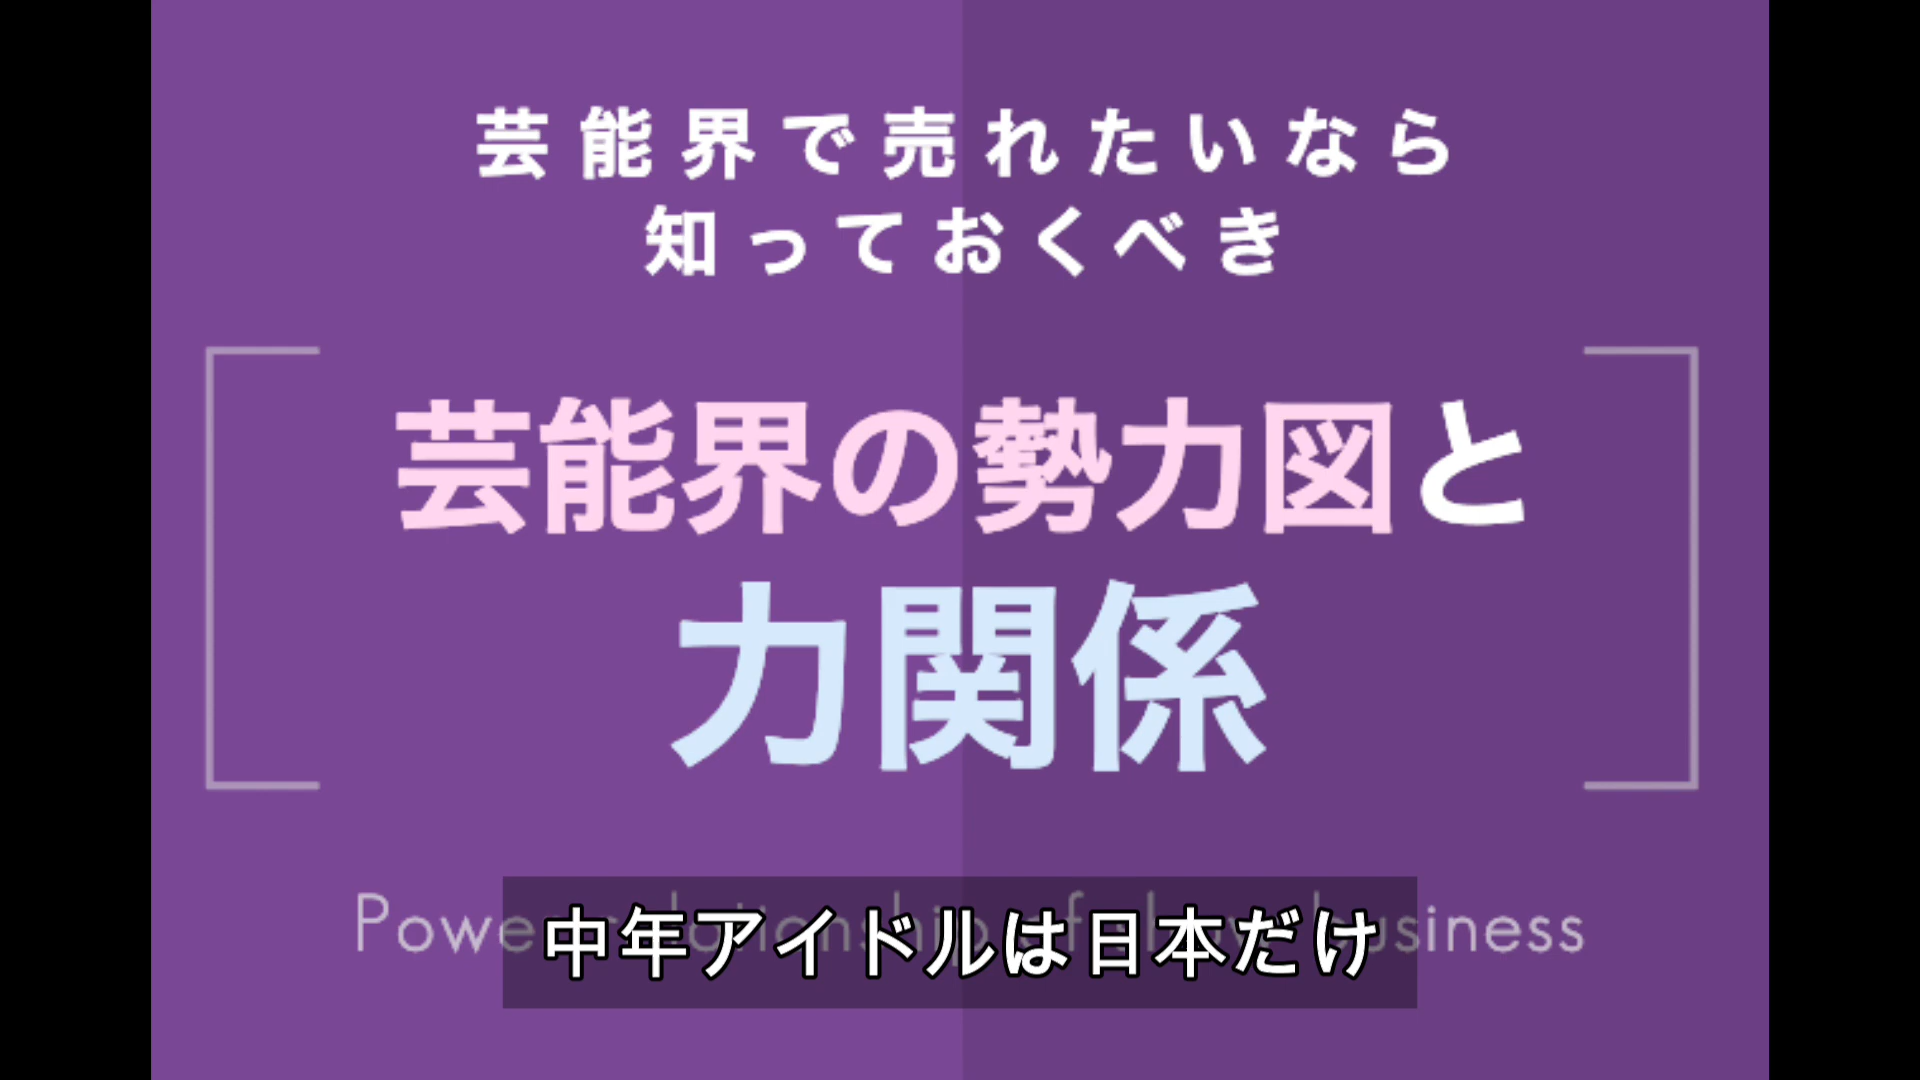 芸能界で売れたいなら
知っておくべき
芸能界の勢力図と
力関係
中年アイドルは日本だけ
business